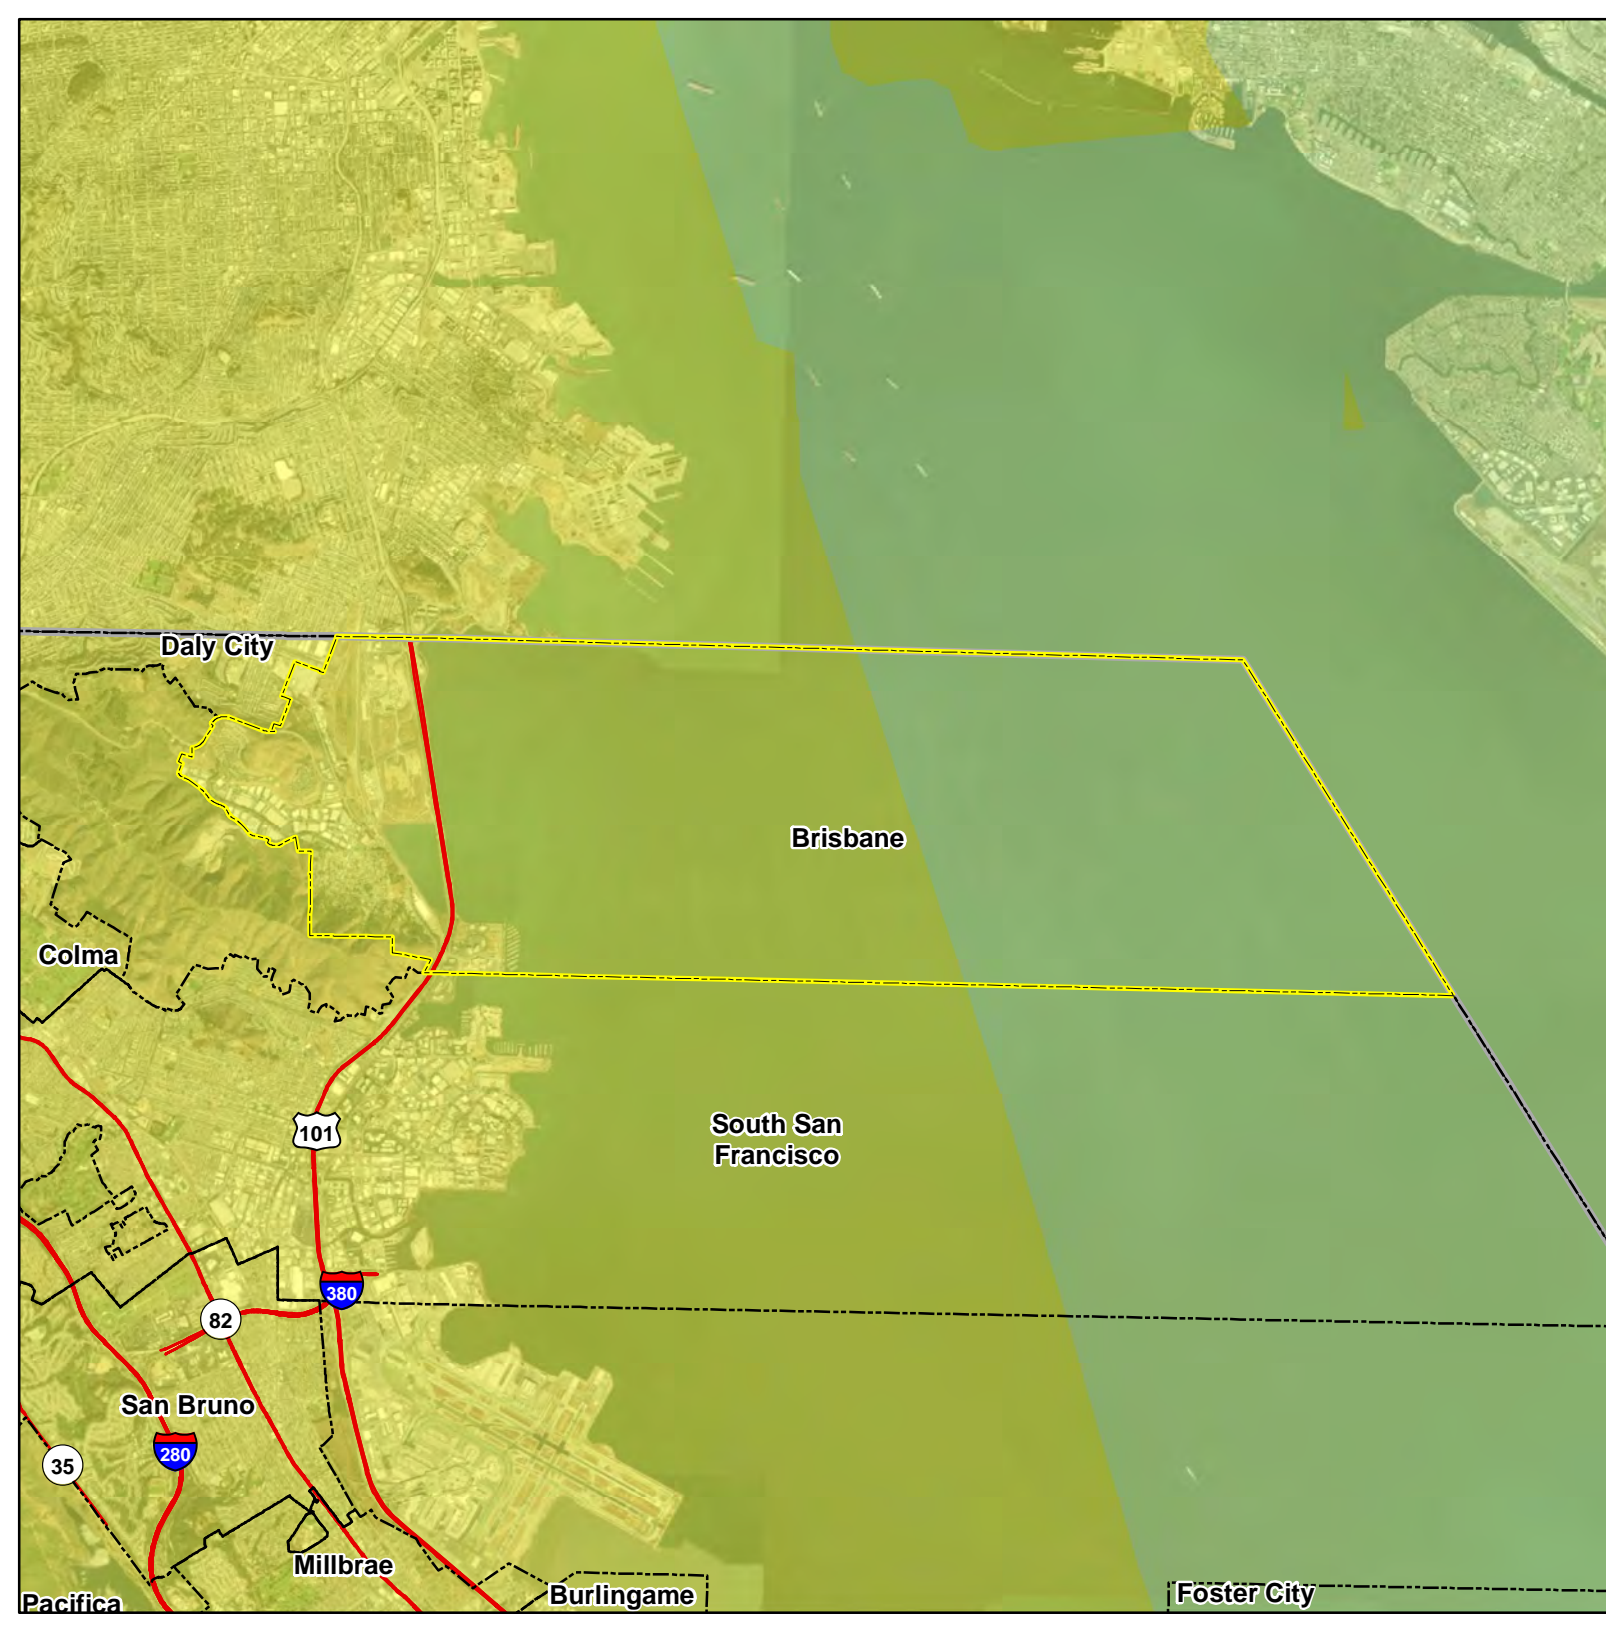 Daly City
Brisbane
Colma
South San
Francisco
101
380
82
San Bruno
280
35
Millbrae
Burlingame
Foster City
Pacifica